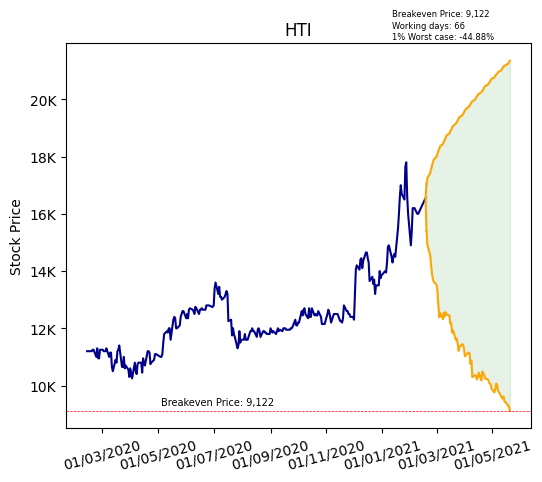 Breakeven Price: 9,122
Working days: 66
1% Worst case: -44.88%
HTI
Stock Price
20K
18K
16K
14K
12K
10K
Breakeven Price: 9,122
01/03/2020 01/05/2020 01/07/2020 01/09/2020 01/11/2020 01/01/2021 01/03/2021 01/05/2021